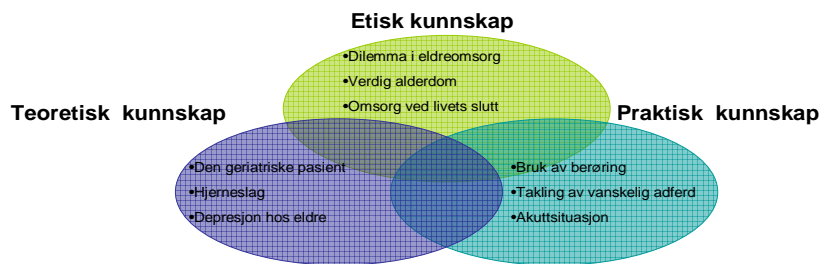 Etisk kunnskap
•Dilemma i eldreomsorg
•Verdig alderdom
•Omsorg ved livets slutt
Teoretisk kunnskap
•Den geriatriske pasient
•Hjerneslag
•Depresjon hos eldre
Praktisk kunnskap
•Bruk av berøring
•Takling av vanskelig adferd
•Akuttsituasjon